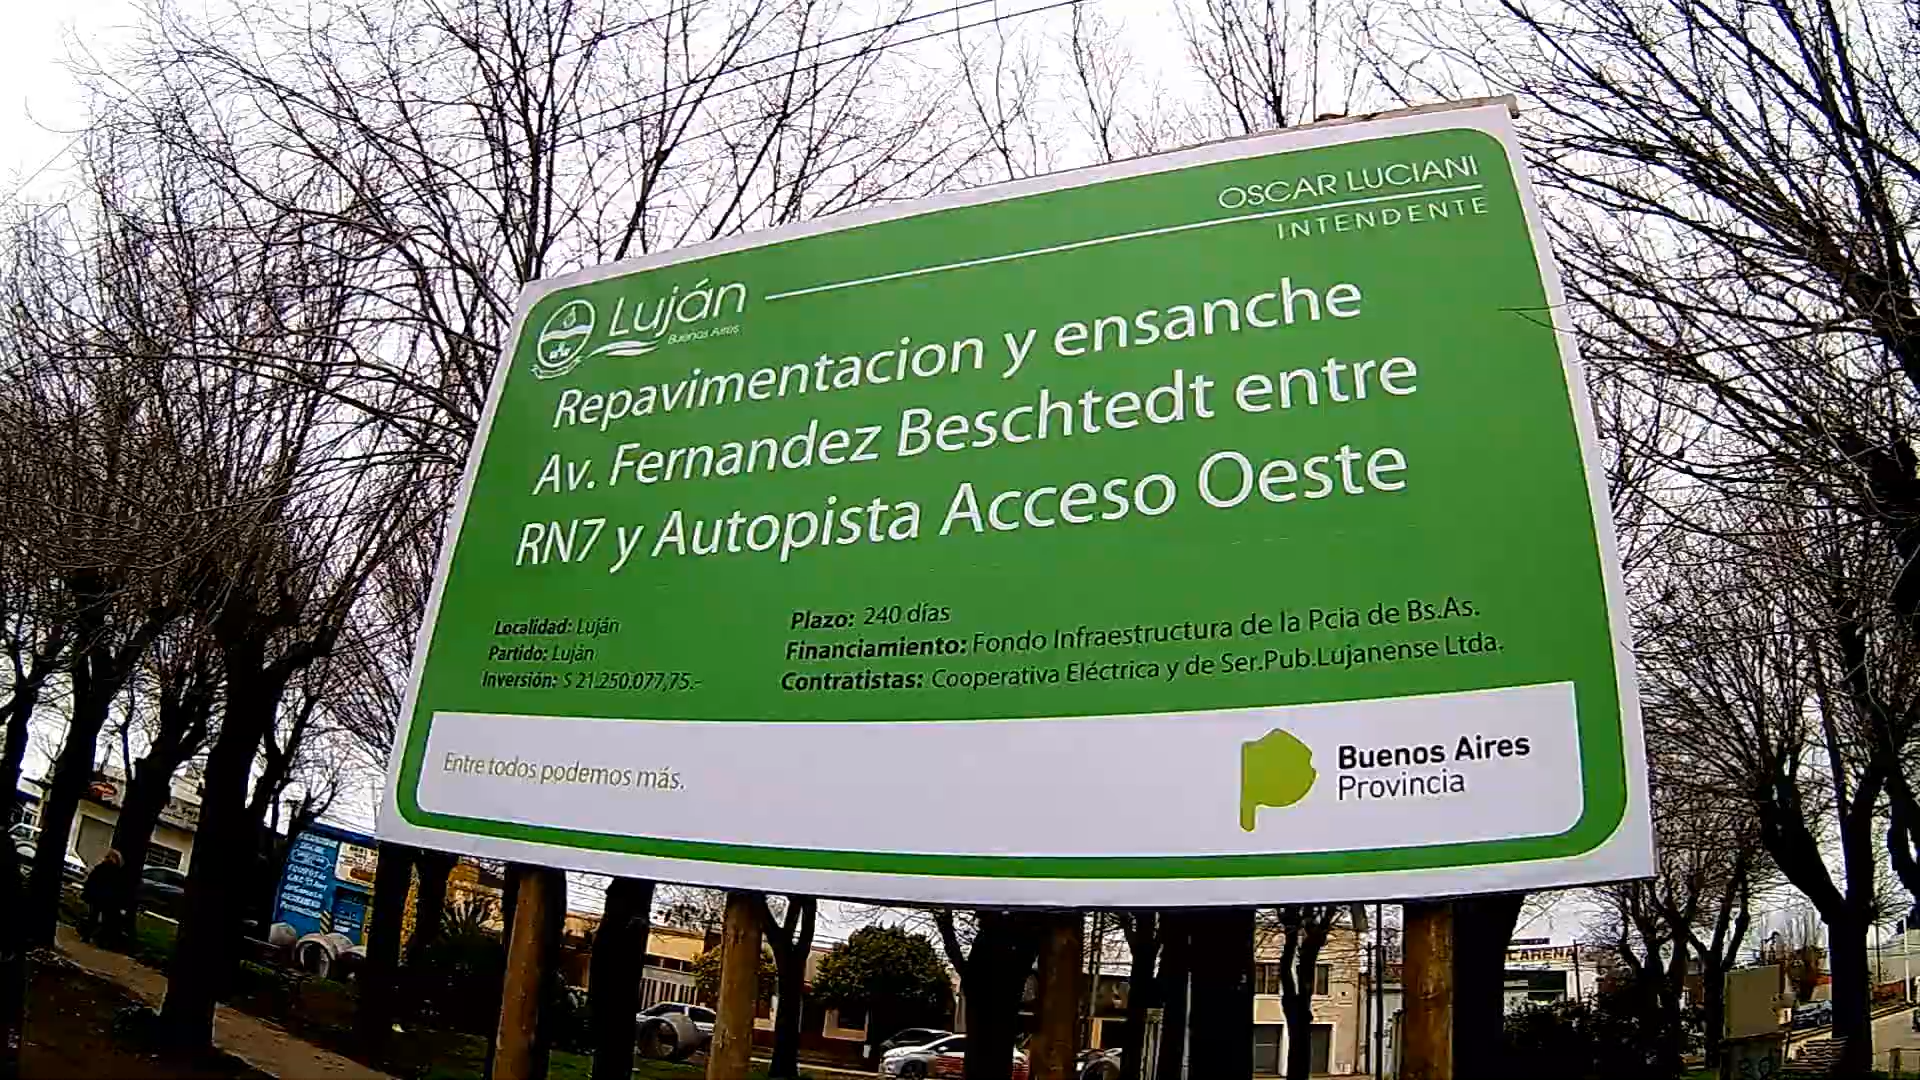 OSCAR LUCIANI
INTENDENTE
Luján
Buenos Aires
Repavimentacion y ensanche
Av. Fernandez Beschtedt entre
RN7 y Autopista Acceso Oeste
Localidad: Luján
Partido: Luján
Inversión: $ 21.250.077,75.-
Plazo: 240 días
Financiamiento: Fondo Infraestructura de la Pcia de Bs.As.
Contratistas: Cooperativa Eléctrica y de Ser.Pub.Lujanense Ltda.
Entre todos podemos más.
Buenos Aires
Provincia